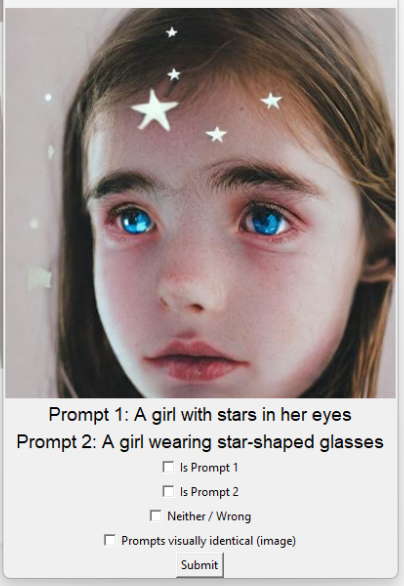 Prompt 1: A girl with stars in her eyes
Prompt 2: A girl wearing star-shaped glasses
Is Prompt 1
Is Prompt 2
Neither / Wrong
Prompts visually identical (image)
Submit